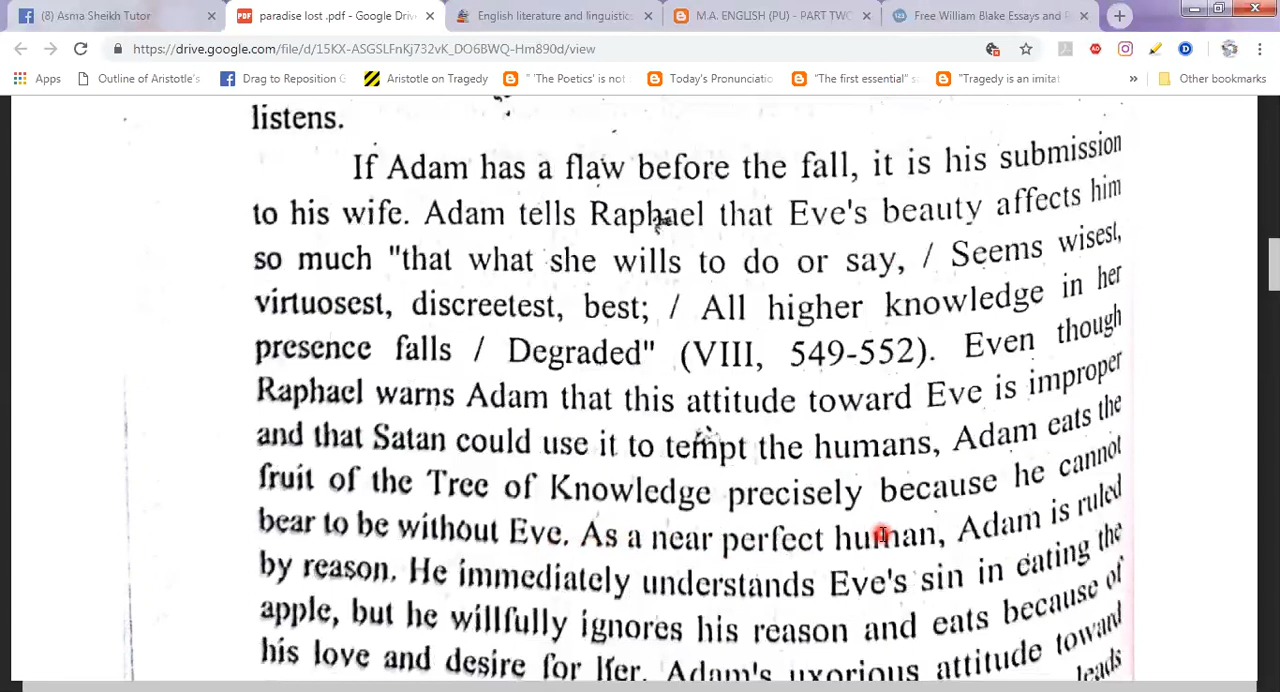 (8) Asma Sheikh Tutor
paradise lost .pdf - Google Driv
English literature and linguistic
M.A. ENGLISH (PU) - PART TWO
Free William Blake Essays and P
https://drive.google.com/file/d/15KX-ASGSLFnKj732vK_DO6BWQ-Hm890d/view
Apps
Outline of Aristotle's
Drag to Reposition C
Aristotle on Tragedy
" 'The Poetics' is not
Today's Pronunciatio
"The first essential" s
"Tragedy is an imitat
Other bookmarks
listens.
If Adam has a flaw before the fall, it is his submission
to his wife. Adam tells Raphael that Eve's beauty affects him
so much "that what she wills to do or say, / Seems wisest,
virtuosest, discreetest, best; / All higher knowledge in her
presence falls / Degraded" (VIII, 549-552). Even though
Raphael warns Adam that this attitude toward Eve is improper
and that Satan could use it to tempt the humans, Adam eats the
fruit of the Tree of Knowledge precisely because he cannot
bear to be without Eve. As a near perfect human, Adam is ruled
by reason. He immediately understands Eve's sin in eating the
apple, but he willfully ignores his reason and eats because of
his love and desire for her. Adam's uxorious attitude toward
leads